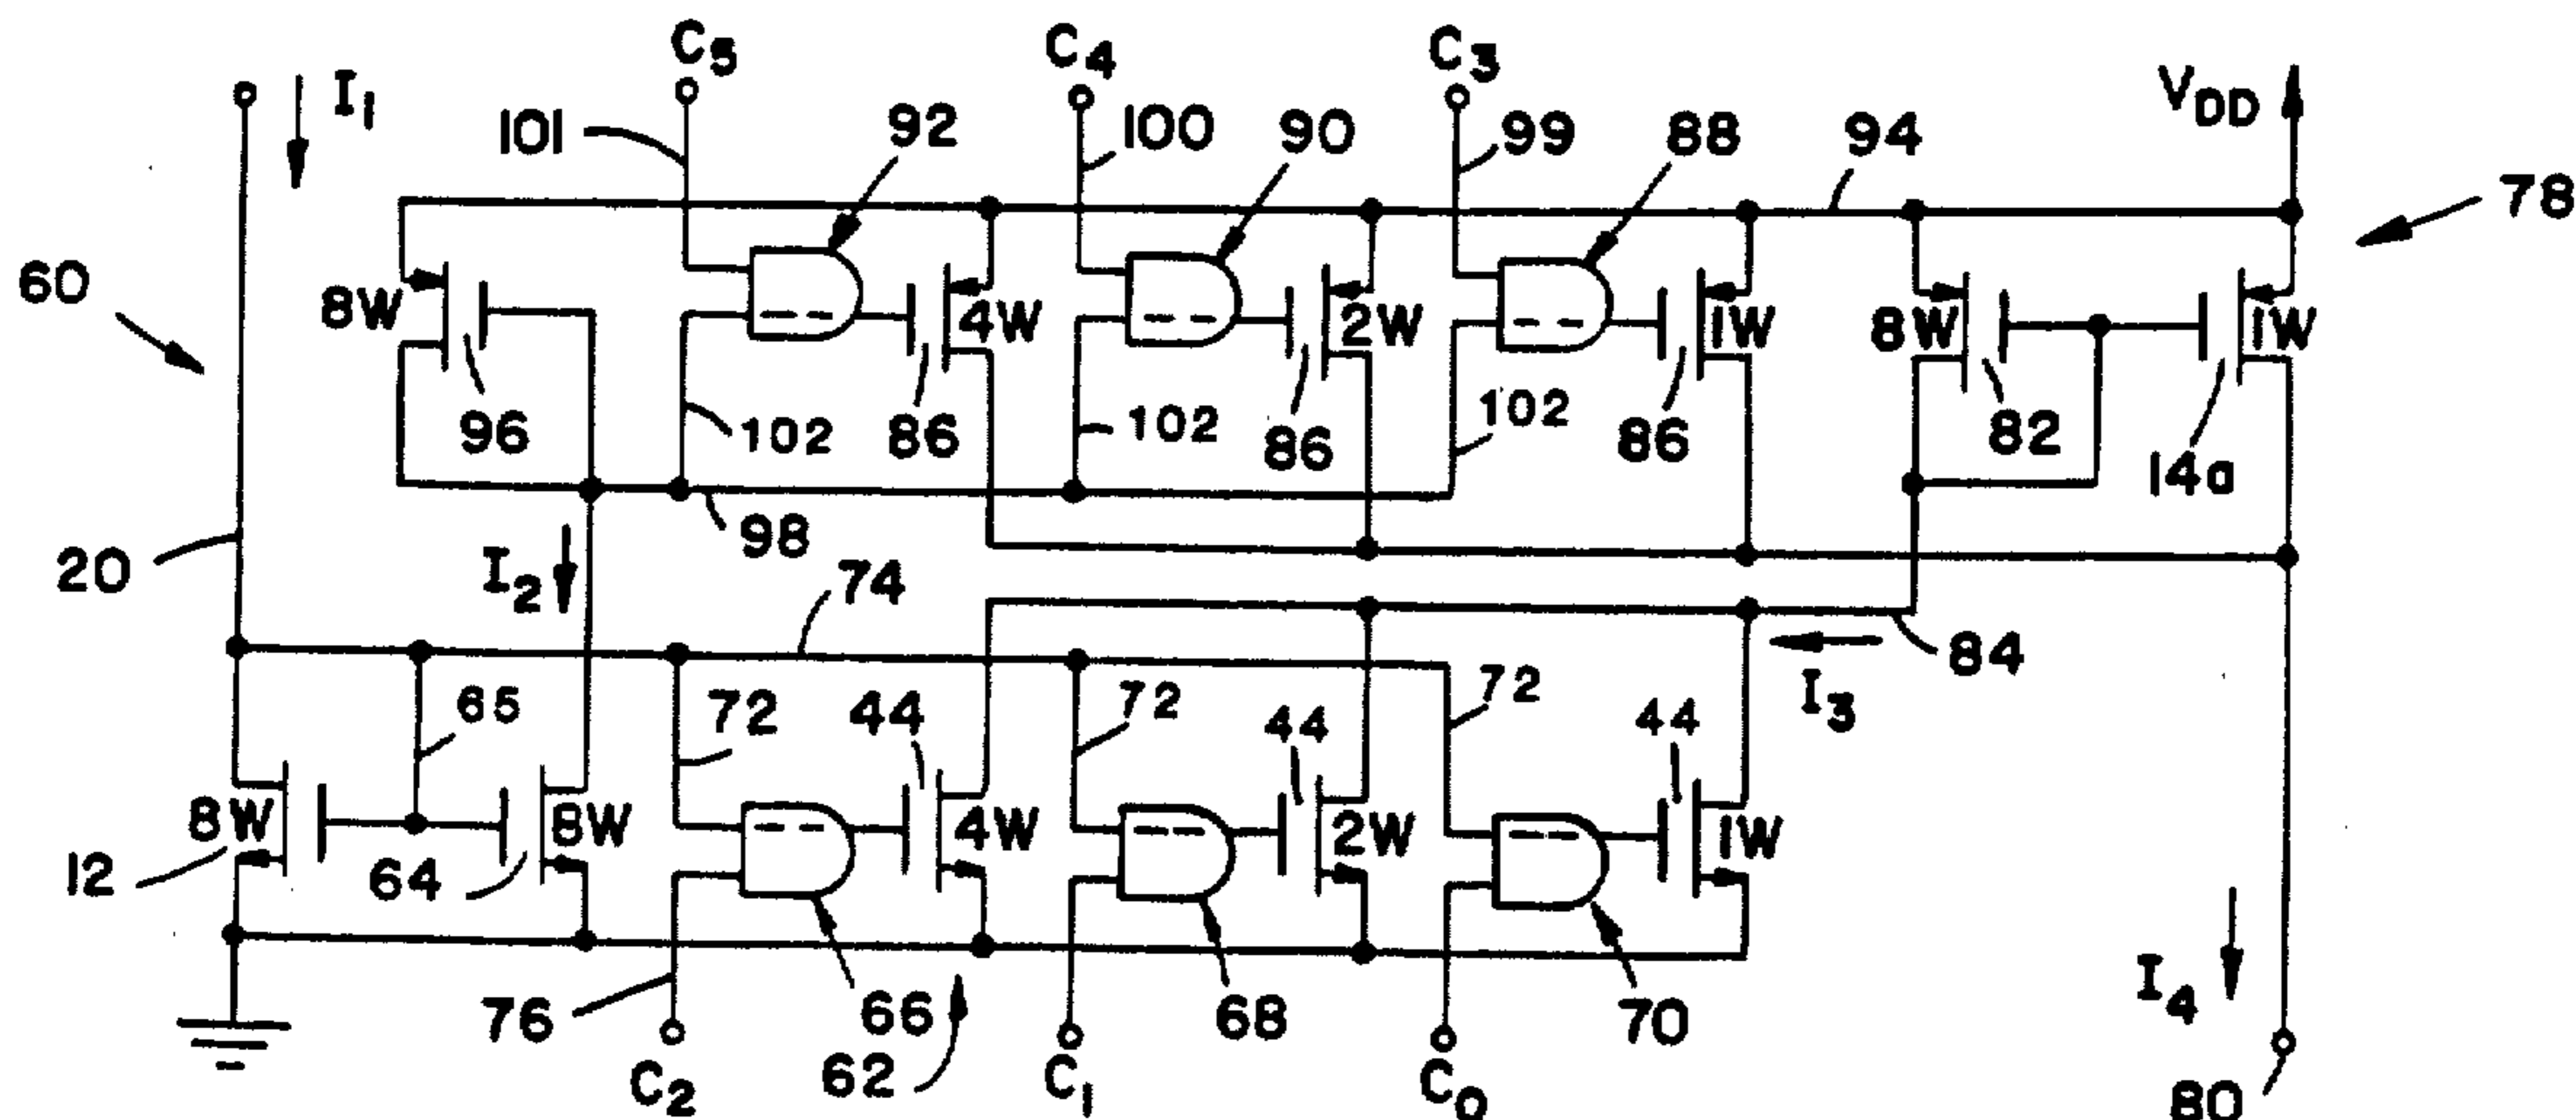 C5 C4 C3
I1 VDD
101 92 100 90 99 88 94
78
60
8W 4W 2W 1W 8W 1W
96 102 86 102 86 102 86 82 14a
98
20 I2 74
84
65 72 44 72 44 72 44 I3
8W 8W 4W 2W 1W
12 64
76 66 68 70 I4
62
C2 C1 C0 80